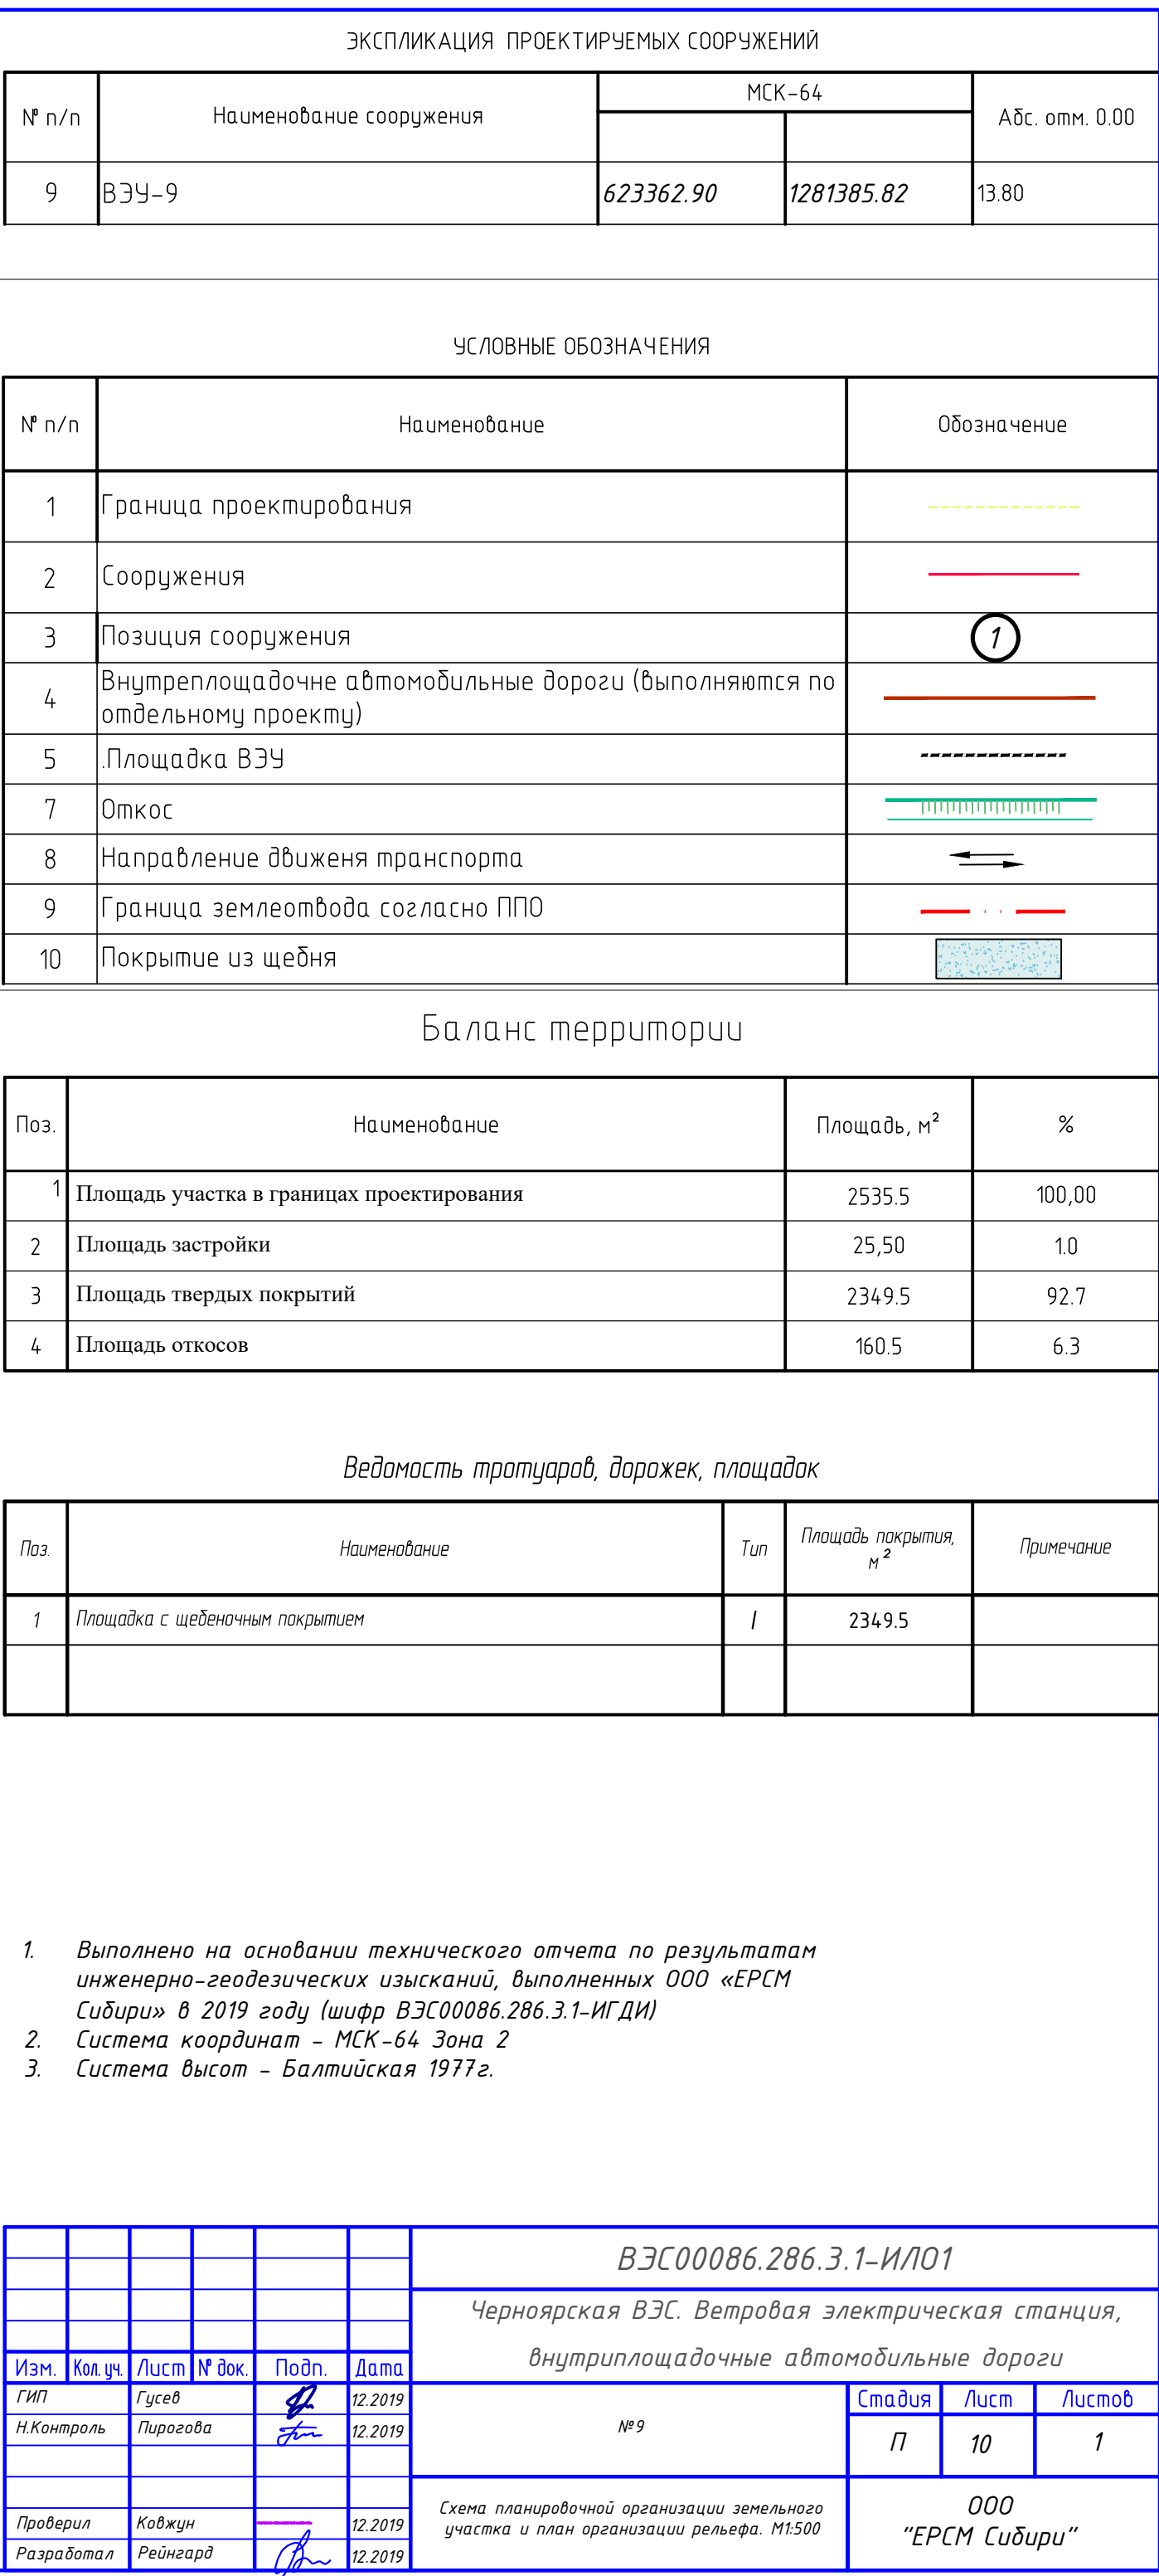 ЭКСПЛИКАЦИЯ ПРОЕКТИРУЕМЫХ СООРУЖЕНИЙ
№ п/п Наименование сооружения МСК-64 Абс. отм. 0.00
9 ВЭУ-9 623362.90 1281385.82 13.80
УСЛОВНЫЕ ОБОЗНАЧЕНИЯ
№ п/п Наименование Обозначение
1 Граница проектирования
2 Сооружения
3 Позиция сооружения 1
4 Внутреплощадочне автомобильные дороги (выполняются по
отдельному проекту)
5 .Площадка ВЭУ
7 Откос
8 Направление движеня транспорта
9 Граница землеотвода согласно ППО
10 Покрытие из щебня
Баланс территории
Поз. Наименование Площадь, м² %
1 Площадь участка в границах проектирования 2535.5 100,00
2 Площадь застройки 25,50 1.0
3 Площадь твердых покрытий 2349.5 92.7
4 Площадь откосов 160.5 6.3
Ведомость тротуаров, дорожек, площадок
Поз. Наименование Тип Площадь покрытия, м² Примечание
1 Площадка с щебеночным покрытием I 2349.5
1. Выполнено на основании технического отчета по результатам
инженерно-геодезических изысканий, выполненных ООО «ЕРСМ
Сибири» в 2019 году (шифр ВЭС00086.286.3.1-ИГДИ)
2. Система координат - МСК-64 Зона 2
3. Система высот - Балтийская 1977г.
ВЭС00086.286.3.1-ИЛО1
Черноярская ВЭС. Ветровая электрическая станция,
внутриплощадочные автомобильные дороги
Изм. Кол. уч. Лист № док. Подп. Дата
ГИП Гусев 12.2019
Н.Контроль Пирогова 12.2019
№9
Стадия Лист Листов
П 10 1
Проверил Ковжун 12.2019
Разработал Рейнгард 12.2019
Схема планировочной организации земельного
участка и план организации рельефа. М1:500
ООО
"ЕРСМ Сибири"